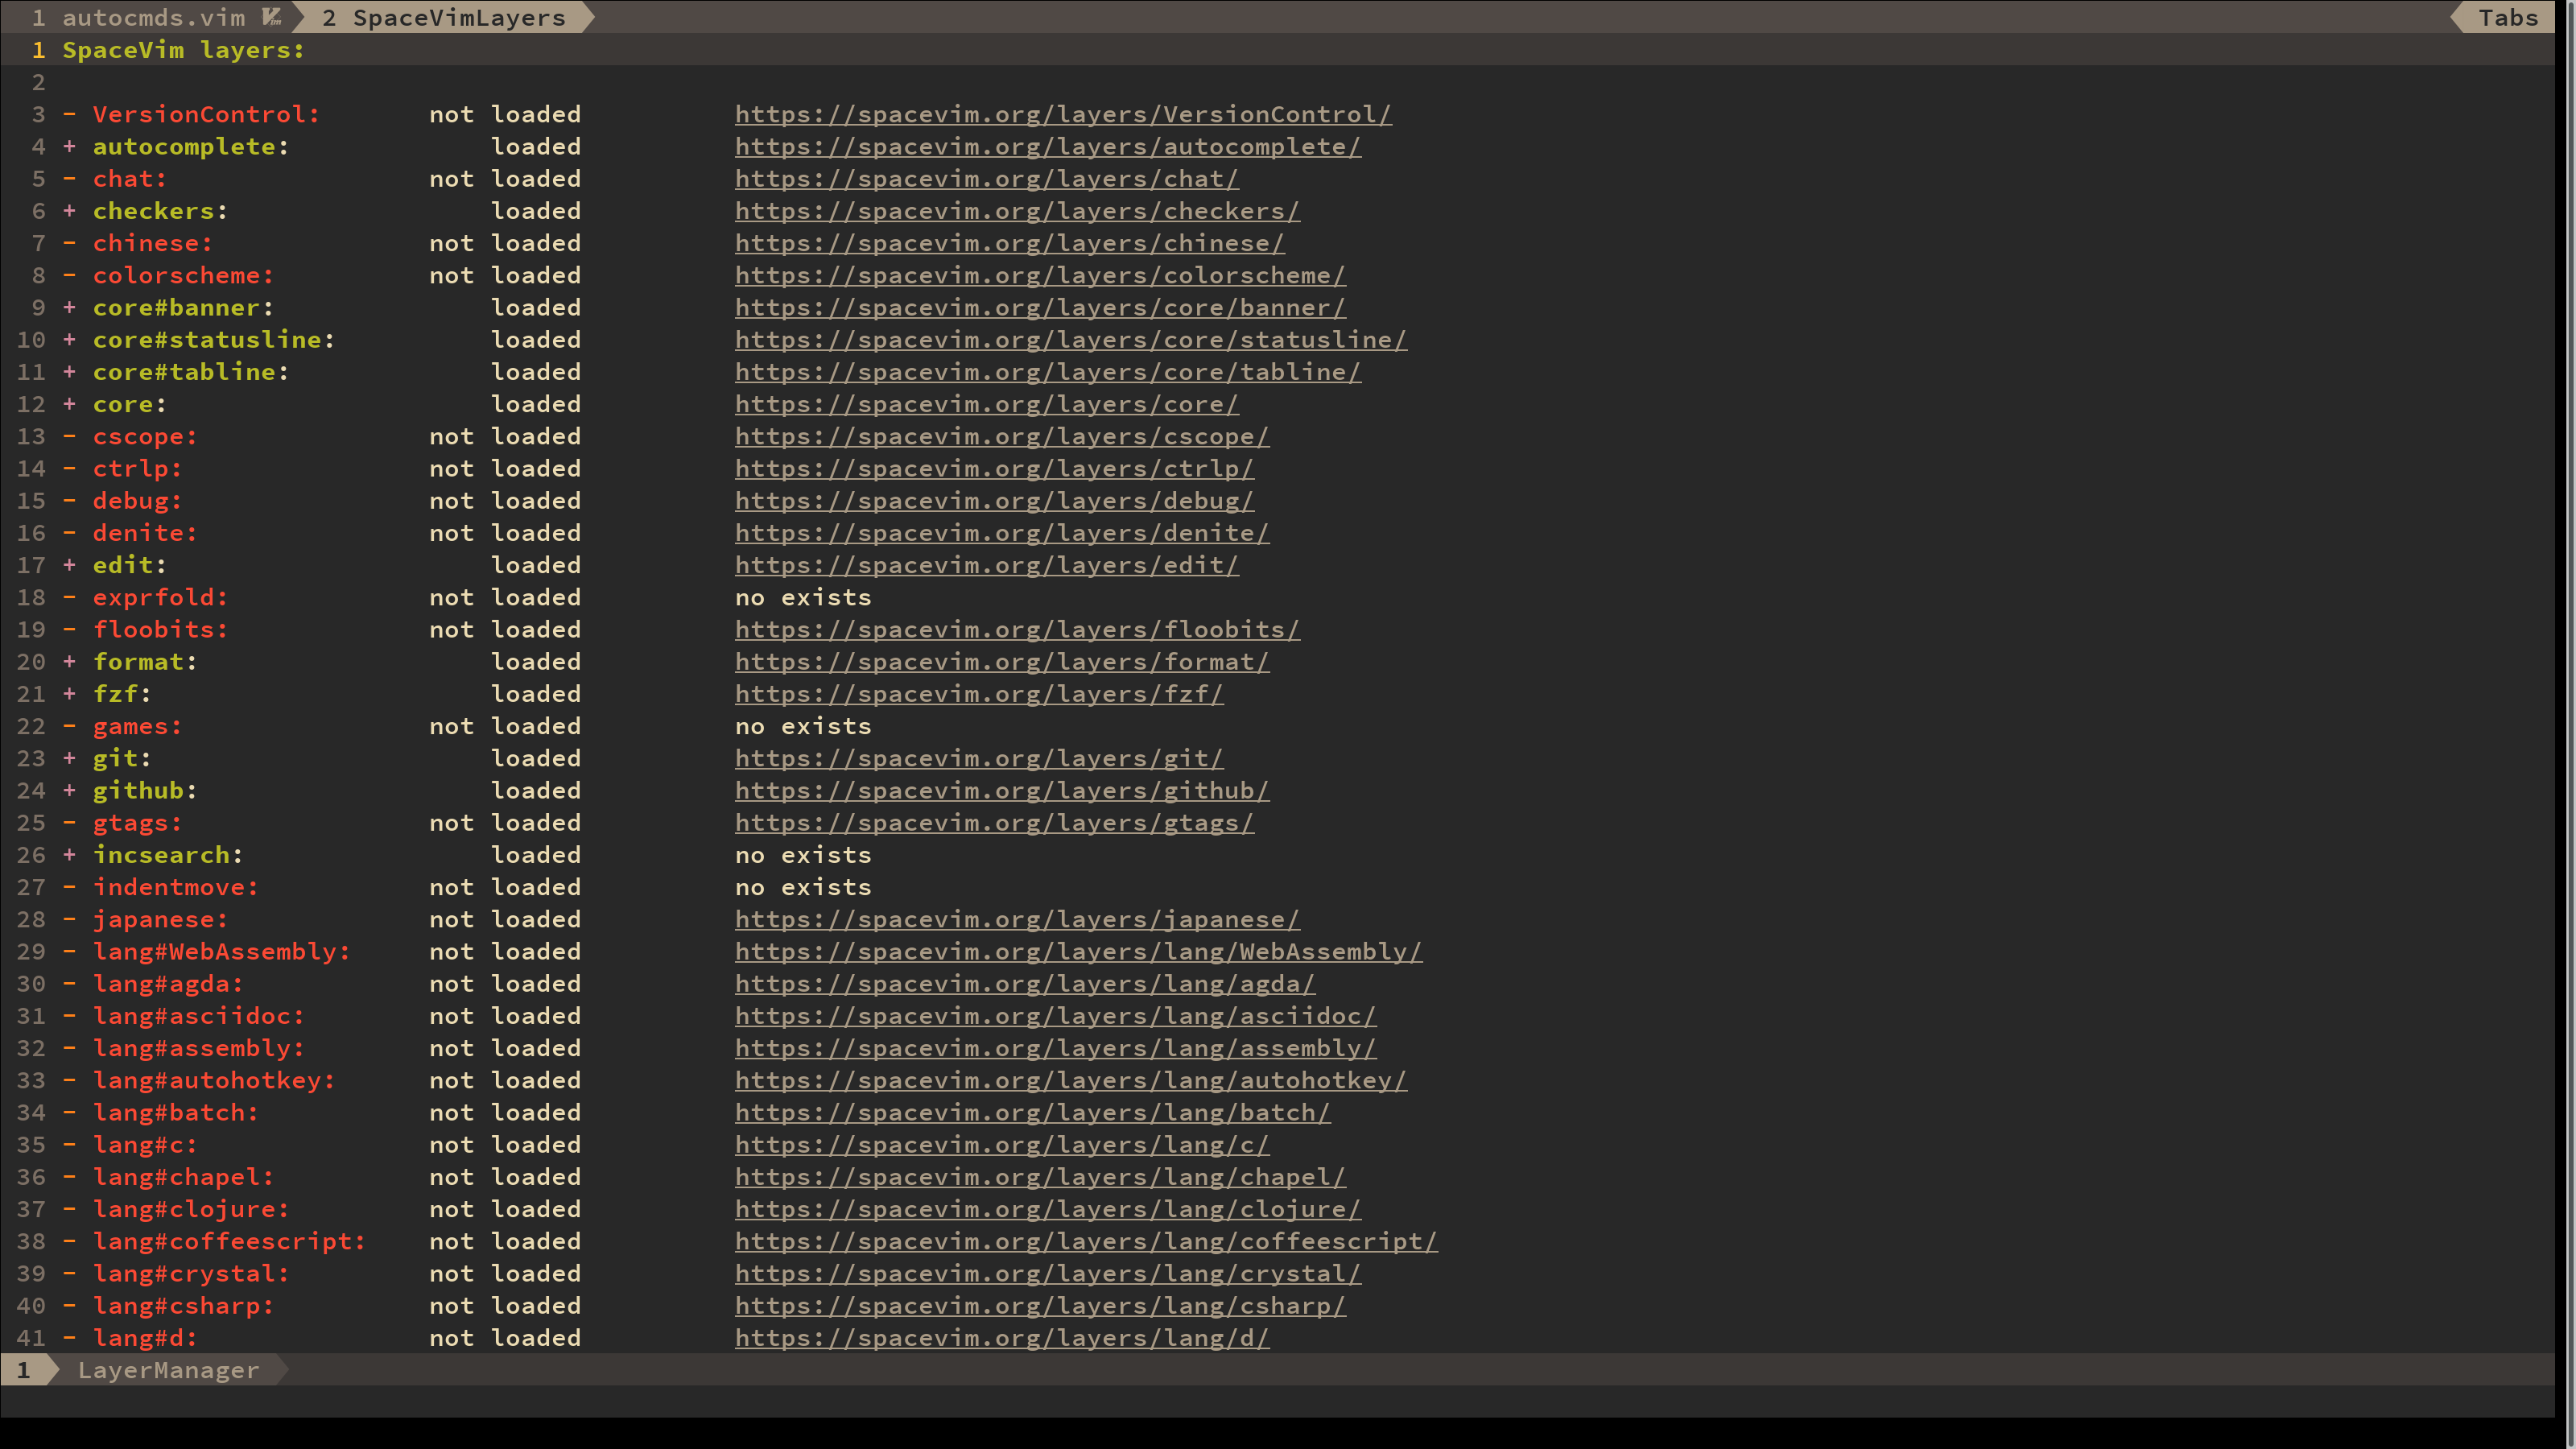 1 autocmds.vim 2 SpaceVimLayers Tabs
1 SpaceVim layers:
2
3 - VersionControl: not loaded https://spacevim.org/layers/VersionControl/
4 + autocomplete: loaded https://spacevim.org/layers/autocomplete/
5 - chat: not loaded https://spacevim.org/layers/chat/
6 + checkers: loaded https://spacevim.org/layers/checkers/
7 - chinese: not loaded https://spacevim.org/layers/chinese/
8 - colorscheme: not loaded https://spacevim.org/layers/colorscheme/
9 + core#banner: loaded https://spacevim.org/layers/core/banner/
10 + core#statusline: loaded https://spacevim.org/layers/core/statusline/
11 + core#tabline: loaded https://spacevim.org/layers/core/tabline/
12 + core: loaded https://spacevim.org/layers/core/
13 - cscope: not loaded https://spacevim.org/layers/cscope/
14 - ctrlp: not loaded https://spacevim.org/layers/ctrlp/
15 - debug: not loaded https://spacevim.org/layers/debug/
16 - denite: not loaded https://spacevim.org/layers/denite/
17 + edit: loaded https://spacevim.org/layers/edit/
18 - exprfold: not loaded no exists
19 - floobits: not loaded https://spacevim.org/layers/floobits/
20 + format: loaded https://spacevim.org/layers/format/
21 + fzf: loaded https://spacevim.org/layers/fzf/
22 - games: not loaded no exists
23 + git: loaded https://spacevim.org/layers/git/
24 + github: loaded https://spacevim.org/layers/github/
25 - gtags: not loaded https://spacevim.org/layers/gtags/
26 + incsearch: loaded no exists
27 - indentmove: not loaded no exists
28 - japanese: not loaded https://spacevim.org/layers/japanese/
29 - lang#WebAssembly: not loaded https://spacevim.org/layers/lang/WebAssembly/
30 - lang#agda: not loaded https://spacevim.org/layers/lang/agda/
31 - lang#asciidoc: not loaded https://spacevim.org/layers/lang/asciidoc/
32 - lang#assembly: not loaded https://spacevim.org/layers/lang/assembly/
33 - lang#autohotkey: not loaded https://spacevim.org/layers/lang/autohotkey/
34 - lang#batch: not loaded https://spacevim.org/layers/lang/batch/
35 - lang#c: not loaded https://spacevim.org/layers/lang/c/
36 - lang#chapel: not loaded https://spacevim.org/layers/lang/chapel/
37 - lang#clojure: not loaded https://spacevim.org/layers/lang/clojure/
38 - lang#coffeescript: not loaded https://spacevim.org/layers/lang/coffeescript/
39 - lang#crystal: not loaded https://spacevim.org/layers/lang/crystal/
40 - lang#csharp: not loaded https://spacevim.org/layers/lang/csharp/
41 - lang#d: not loaded https://spacevim.org/layers/lang/d/
1 LayerManager